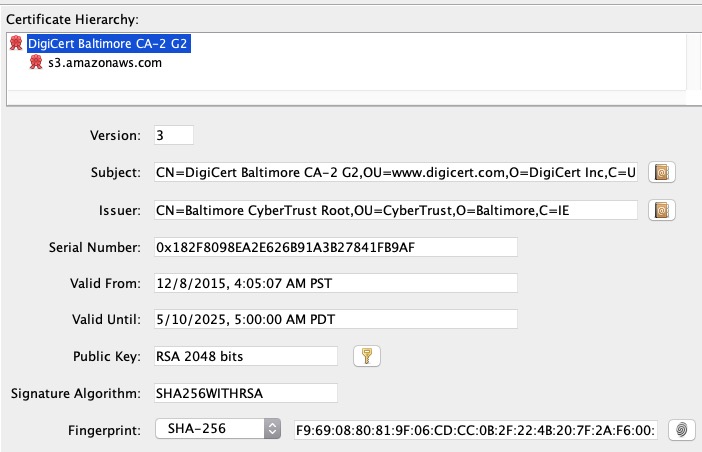 Certificate Hierarchy:
DigiCert Baltimore CA-2 G2
s3.amazonaws.com
Version: 3
Subject: CN=DigiCert Baltimore CA-2 G2,OU=www.digicert.com,O=DigiCert Inc,C=U
Issuer: CN=Baltimore CyberTrust Root,OU=CyberTrust,O=Baltimore,C=IE
Serial Number: 0x182F8098EA2E626B91A3B27841FB9AF
Valid From: 12/8/2015, 4:05:07 AM PST
Valid Until: 5/10/2025, 5:00:00 AM PDT
Public Key: RSA 2048 bits
Signature Algorithm: SHA256WITHRSA
Fingerprint: SHA-256 F9:69:08:80:81:9F:06:CD:CC:0B:2F:22:4B:20:7F:2A:F6:00: